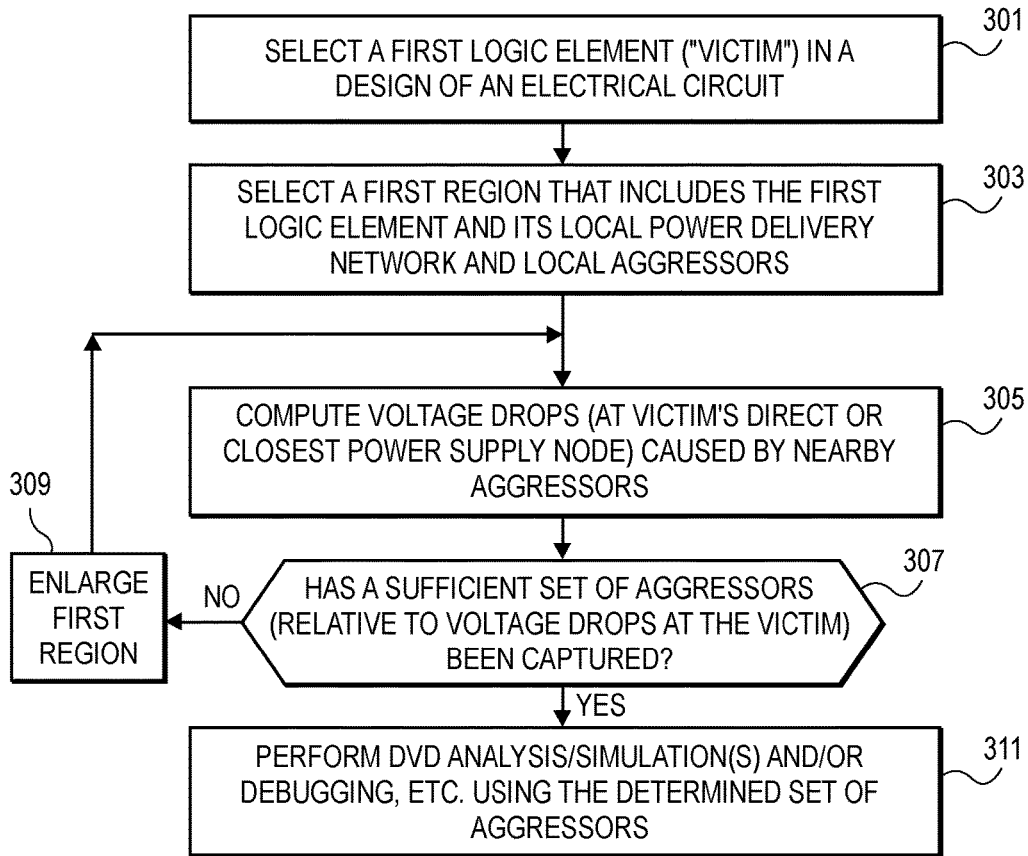 301
SELECT A FIRST LOGIC ELEMENT ("VICTIM") IN A
DESIGN OF AN ELECTRICAL CIRCUIT
303
SELECT A FIRST REGION THAT INCLUDES THE FIRST
LOGIC ELEMENT AND ITS LOCAL POWER DELIVERY
NETWORK AND LOCAL AGGRESSORS
305
COMPUTE VOLTAGE DROPS (AT VICTIM'S DIRECT OR
CLOSEST POWER SUPPLY NODE) CAUSED BY NEARBY
AGGRESSORS
309
ENLARGE
FIRST
REGION
NO
307
HAS A SUFFICIENT SET OF AGGRESSORS
(RELATIVE TO VOLTAGE DROPS AT THE VICTIM)
BEEN CAPTURED?
YES
311
PERFORM DVD ANALYSIS/SIMULATION(S) AND/OR
DEBUGGING, ETC. USING THE DETERMINED SET OF
AGGRESSORS